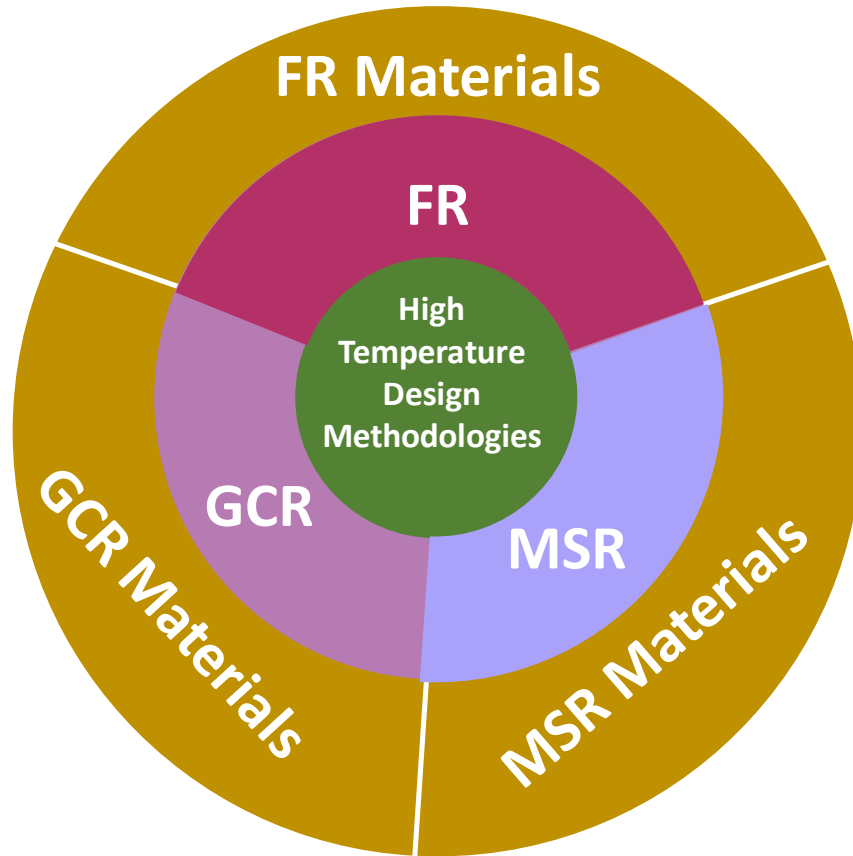 FR Materials
FR
High
Temperature
Design
Methodologies
GCR
MSR
GCR Materials
MSR Materials